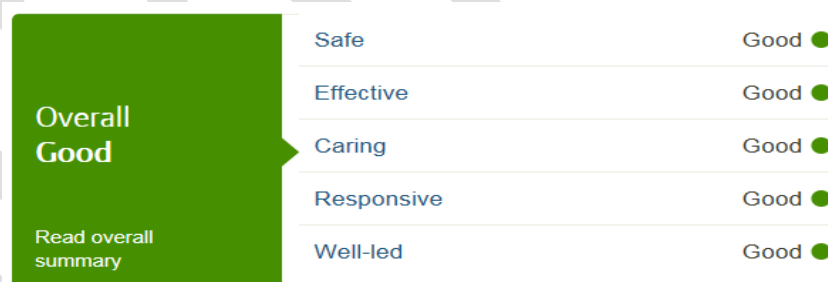 Overall
Good
Read overall
summary
Safe Good
Effective Good
Caring Good
Responsive Good
Well-led Good